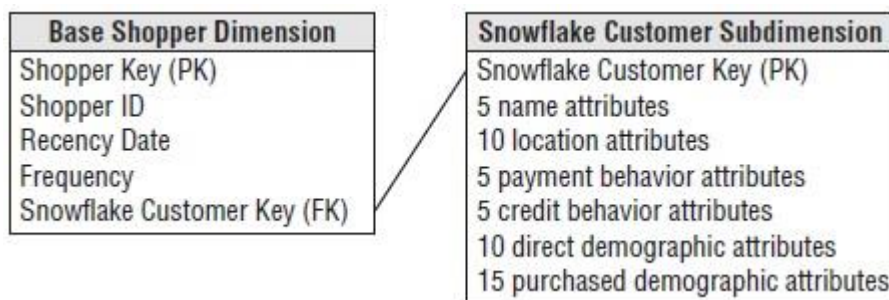 Base Shopper Dimension
Shopper Key (PK)
Shopper ID
Recency Date
Frequency
Snowflake Customer Key (FK)
Snowflake Customer Subdimension
Snowflake Customer Key (PK)
5 name attributes
10 location attributes
5 payment behavior attributes
5 credit behavior attributes
10 direct demographic attributes
15 purchased demographic attributes